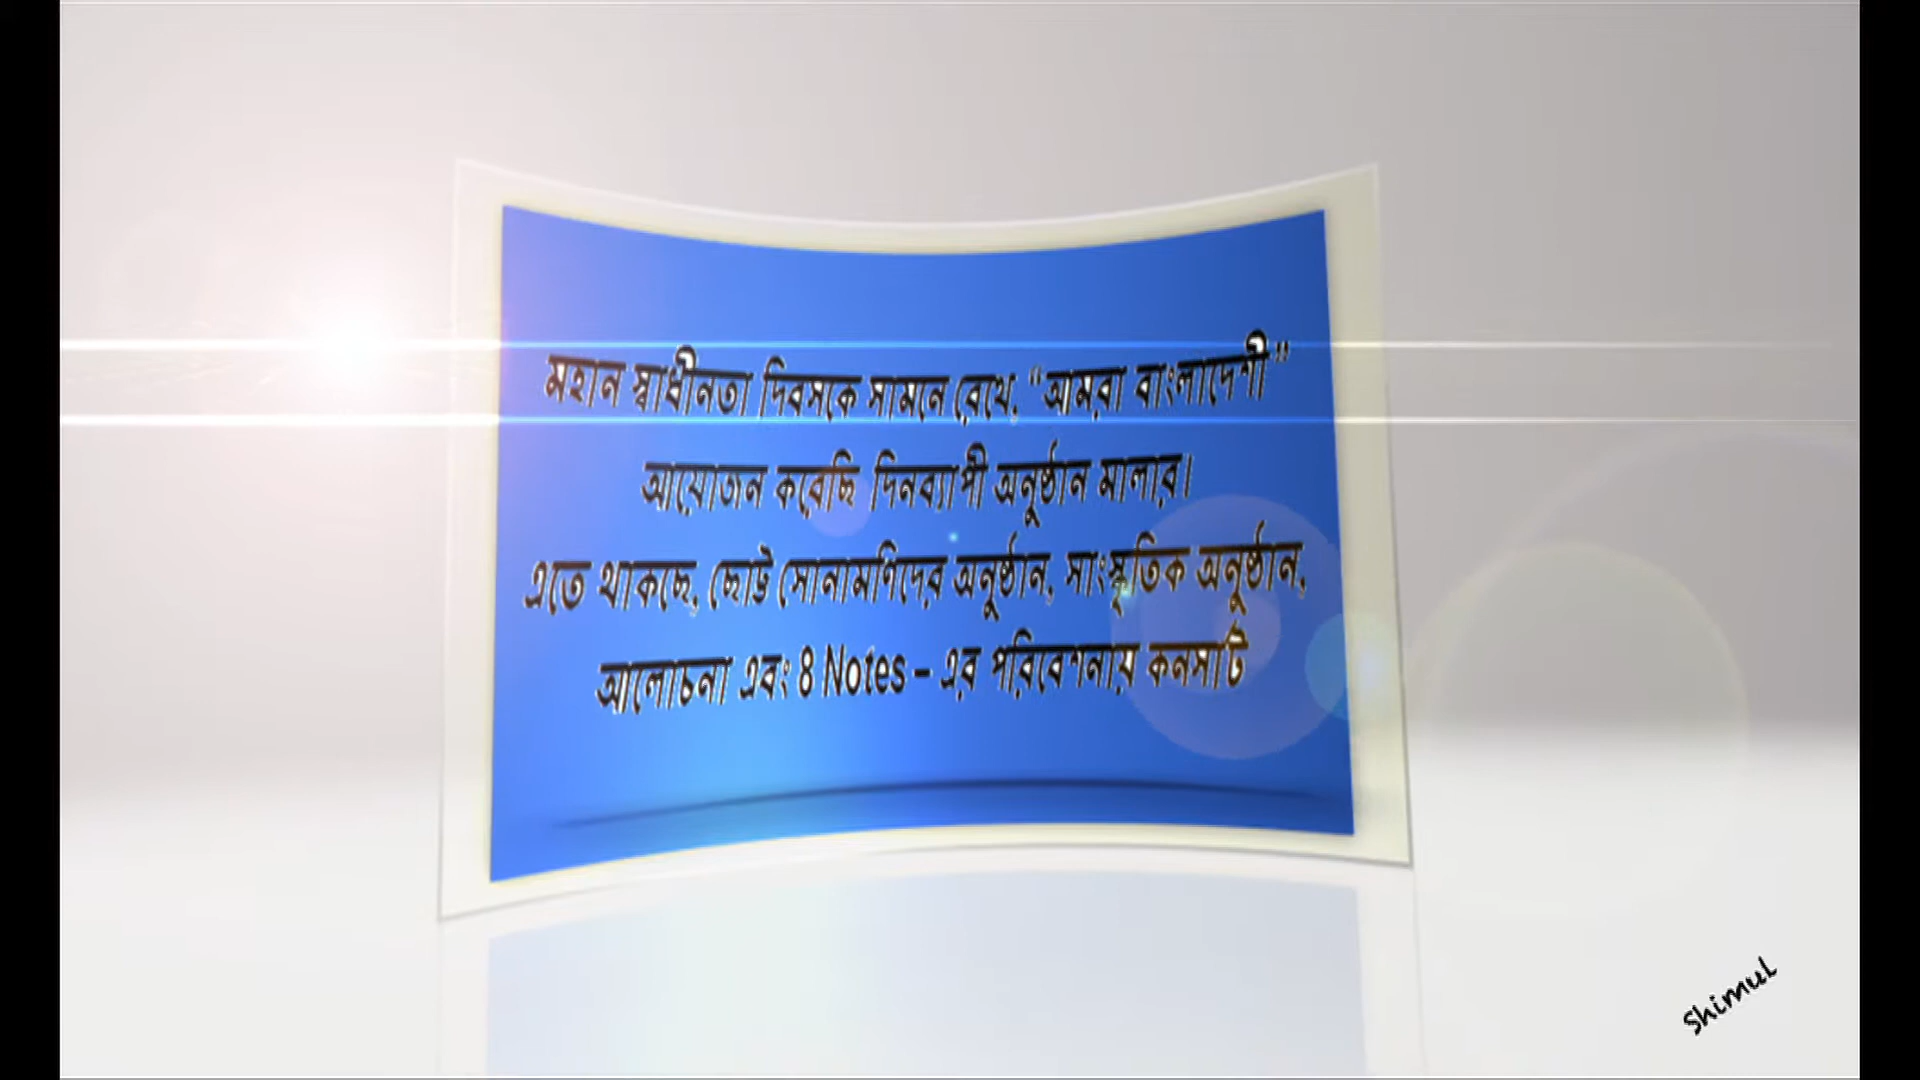 মহান স্বাধীনতা দিবসকে সামনে রেখে, “আমরা বাংলাদেশী”
আয়োজন করেছি দিনব্যাপী অনুষ্ঠান মালার।
এতে থাকছে, ছোট্ট সোনামণিদের অনুষ্ঠান, সাংস্কৃতিক অনুষ্ঠান,
আলোচনা এবং 8 Notes – এর পরিবেশনায় কনসার্ট
Shimul